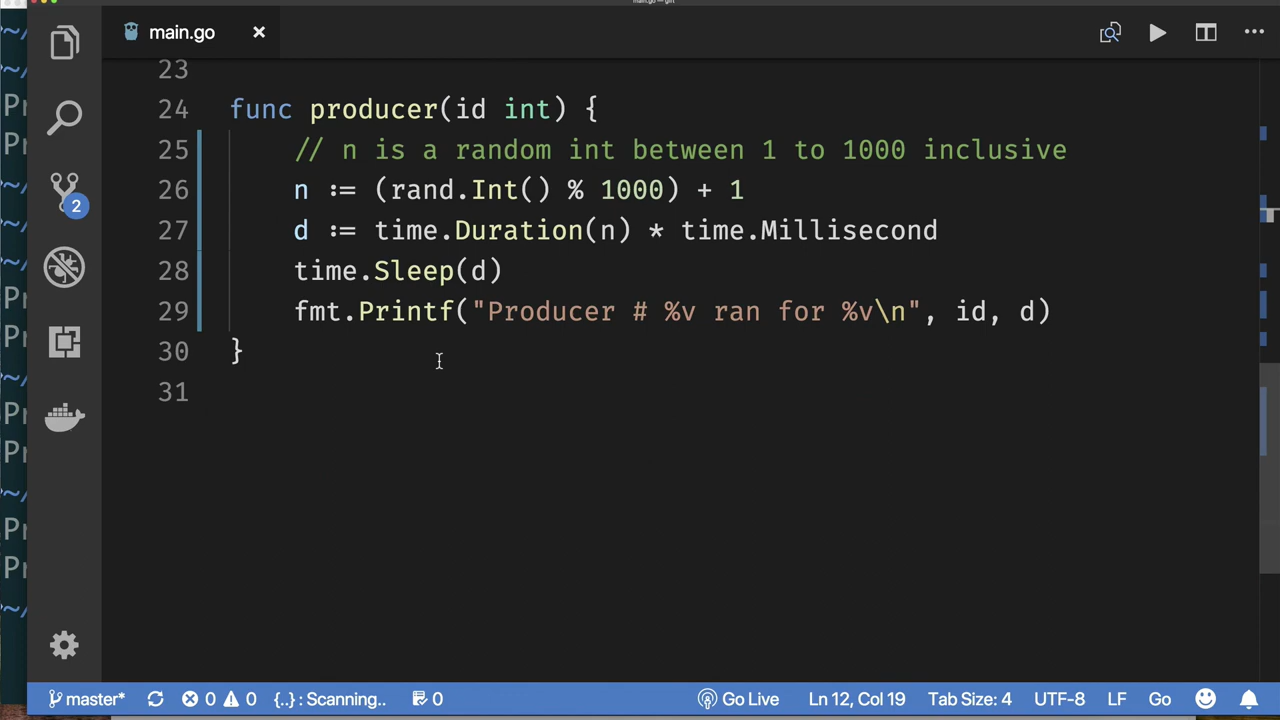 main.go
23
24 func producer(id int) {
25 // n is a random int between 1 to 1000 inclusive
26 n := (rand.Int() % 1000) + 1
27 d := time.Duration(n) * time.Millisecond
28 time.Sleep(d)
29 fmt.Printf("Producer # %v ran for %v\n", id, d)
30 }
31
2
master* 0 0 {..} : Scanning.. 0 Go Live Ln 12, Col 19 Tab Size: 4 UTF-8 LF Go